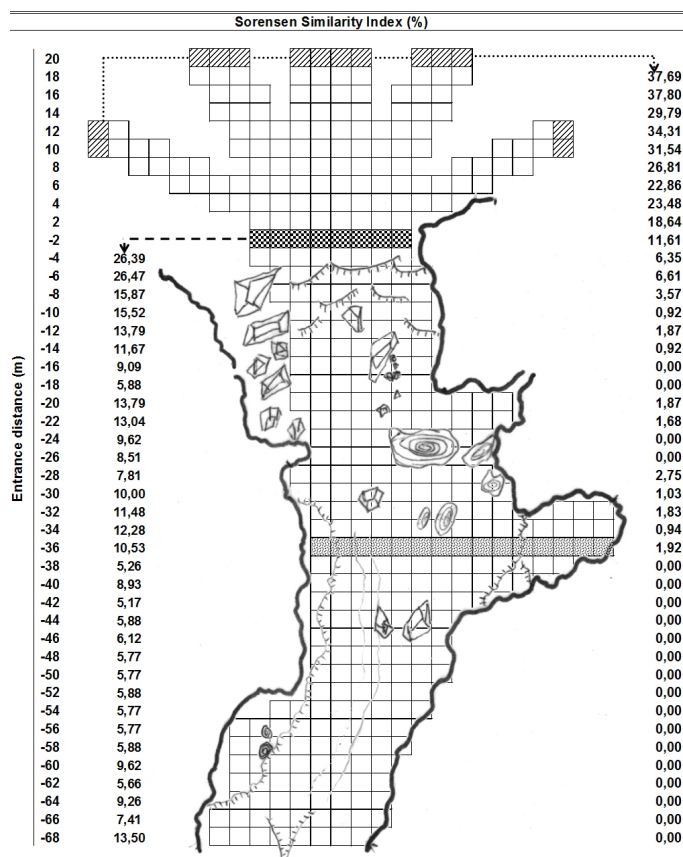 Sorensen Similarity Index (%)
Entrance distance (m)
20
18 37,69
16 37,80
14 29,79
12 34,31
10 31,54
8 26,81
6 22,86
4 23,48
2 18,64
-2 11,61
-4 26,39 6,35
-6 26,47 6,61
-8 15,87 3,57
-10 15,52 0,92
-12 13,79 1,87
-14 11,67 0,92
-16 9,09 0,00
-18 5,88 0,00
-20 13,79 1,87
-22 13,04 1,68
-24 9,62 0,00
-26 8,51 0,00
-28 7,81 2,75
-30 10,00 1,03
-32 11,48 1,83
-34 12,28 0,94
-36 10,53 1,92
-38 5,26 0,00
-40 8,93 0,00
-42 5,17 0,00
-44 5,88 0,00
-46 6,12 0,00
-48 5,77 0,00
-50 5,77 0,00
-52 5,88 0,00
-54 5,77 0,00
-56 5,77 0,00
-58 5,88 0,00
-60 9,62 0,00
-62 5,66 0,00
-64 9,26 0,00
-66 7,41 0,00
-68 13,50 0,00